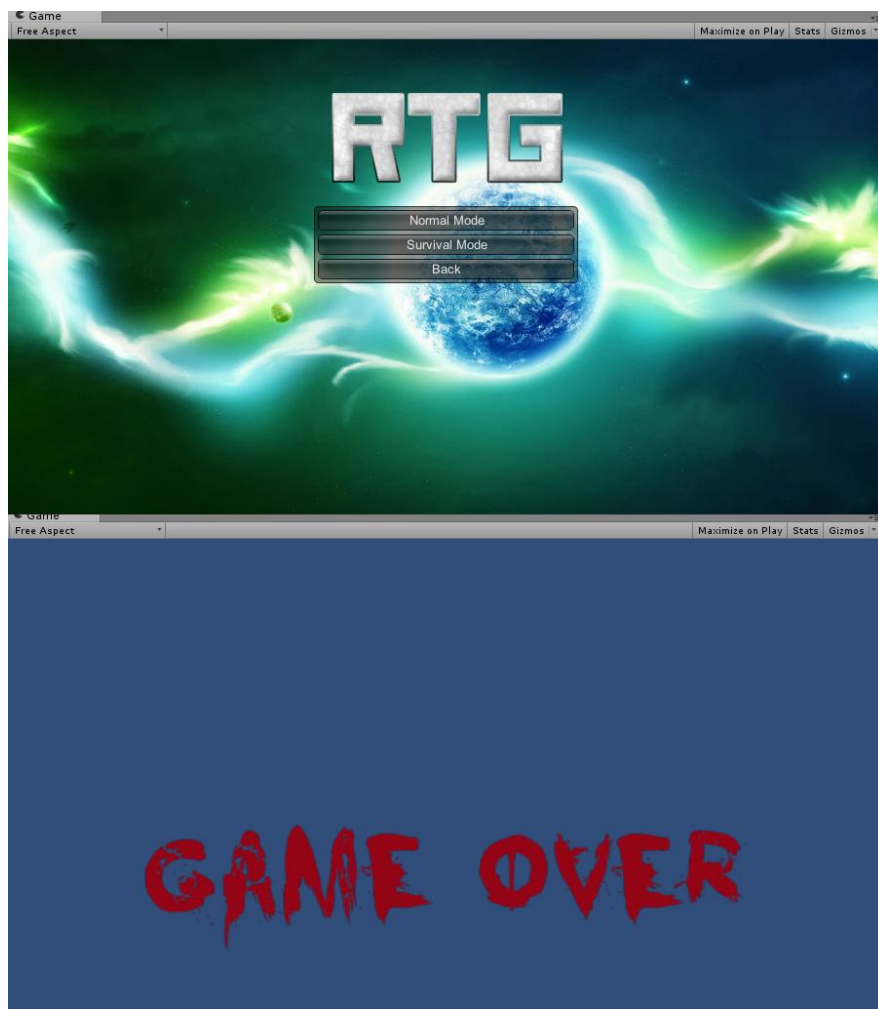 Game
Free Aspect Maximize on Play Stats Gizmos
RTG
Normal Mode
Survival Mode
Back
Game
Free Aspect Maximize on Play Stats Gizmos
GAME OVER